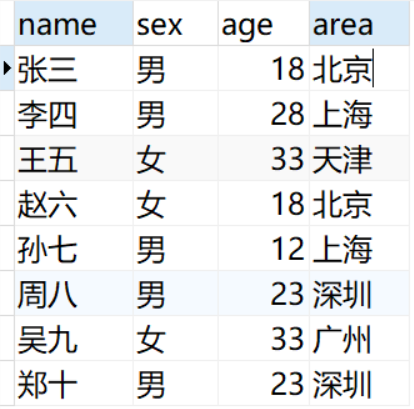 name sex age area
张三 男 18 北京
李四 男 28 上海
王五 女 33 天津
赵六 女 18 北京
孙七 男 12 上海
周八 男 23 深圳
吴九 女 33 广州
郑十 男 23 深圳